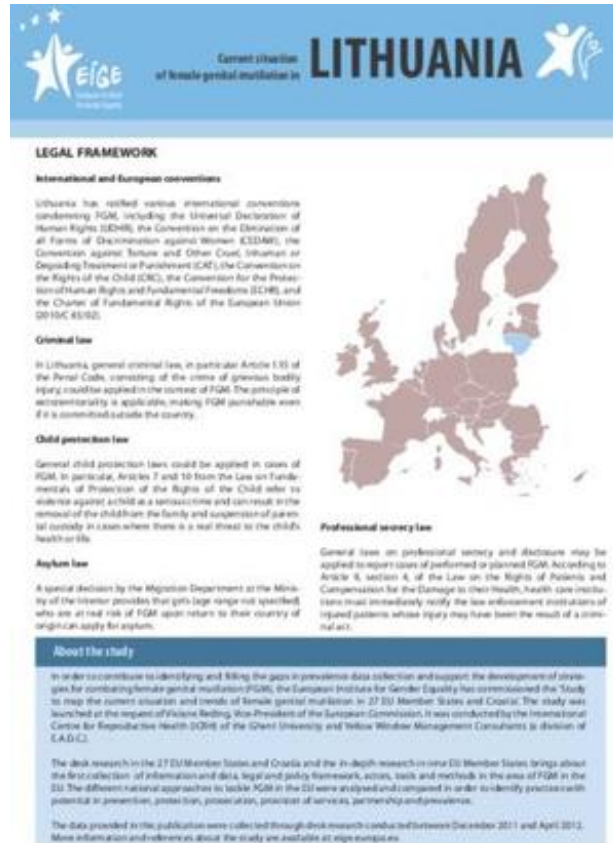 EIGE
Current situation
of female genital mutilation in
LITHUANIA
LEGAL FRAMEWORK
International and European conventions
Lithuania has ratified various international conventions
condemning FGM, including the Universal Declaration of
Human Rights (UDHR), the Convention on the Elimination of
all Forms of Discrimination against Women (CEDAW), the
Convention against Torture and Other Cruel, Inhuman or
Degrading Treatment or Punishment (CAT), the Convention on
the Rights of the Child (CRC), the Convention for the Protec-
tion of Human Rights and Fundamental Freedoms (ECHR), and
the Charter of Fundamental Rights of the European Union
(2010/C 83/02).
Criminal law
In Lithuania, general criminal law, in particular Article 135 of
the Penal Code, consisting of the crime of grievous bodily
injury, could be applied in the context of FGM. The principle of
extraterritoriality is applicable, making FGM punishable even
if it is committed outside the country.
Child protection law
General child protection laws could be applied in cases of
FGM. In particular, Articles 7 and 10 from the Law on Funda-
mentals of Protection of the Rights of the Child refer to
violence against a child as a serious crime and can result in the
removal of the child from the family and suspension of paren-
tal custody in cases where there is a real threat to the child's
health or life.
Asylum law
A special decision by the Migration Department at the Minis-
try of the Interior provides that girls (age range not specified)
who are at real risk of FGM upon return to their country of
origin can apply for asylum.
Professional secrecy law
General laws on professional secrecy and disclosure may be
applied to report cases of performed or planned FGM. According to
Article 9, section 4, of the Law on the Rights of Patients and
Compensation for the Damage to their Health, health care institu-
tions must immediately notify the law enforcement institutions of
injured patients whose injury may have been the result of a crimi-
nal act.
About the study
In order to contribute to identifying and filling the gaps in prevalence data collection and support the development of strate-
gies for combating female genital mutilation (FGM), the European Institute for Gender Equality has commissioned the 'Study
to map the current situation and trends of female genital mutilation in 27 EU Member States and Croatia'. The study was
launched at the request of Viviane Reding, Vice-President of the European Commission. It was conducted by the International
Centre for Reproductive Health (ICRH) of the Ghent University and Yellow Window Management Consultants (a division of
E.A.D.C.).
The desk research in the 27 EU Member States and Croatia and the in-depth research in nine EU Member States brings about
the first collection of information and data, legal and policy framework, actors, tools and methods in the area of FGM in the
EU. The different national approaches to tackle FGM in the EU were analysed and compared in order to identify practices with
potential in prevention, protection, prosecution, provision of services, partnership and prevalence.
The data provided in this publication were collected through desk research conducted between December 2011 and April 2012.
More information and references about the study are available at: eige.europa.eu